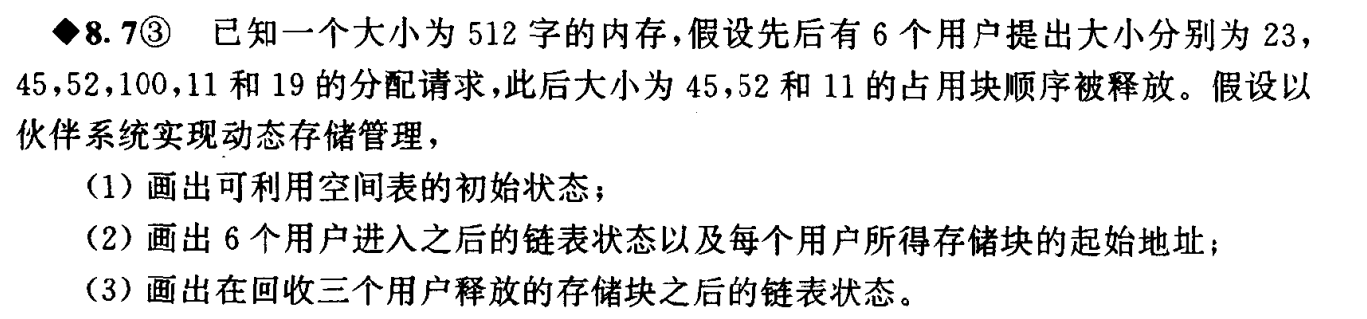 ◆8.7③ 已知一个大小为 512 字的内存,假设先后有 6 个用户提出大小分别为 23,
45,52,100,11 和 19 的分配请求,此后大小为 45,52 和 11 的占用块顺序被释放。假设以
伙伴系统实现动态存储管理,
(1) 画出可利用空间表的初始状态;
(2) 画出 6 个用户进入之后的链表状态以及每个用户所得存储块的起始地址;
(3) 画出在回收三个用户释放的存储块之后的链表状态。